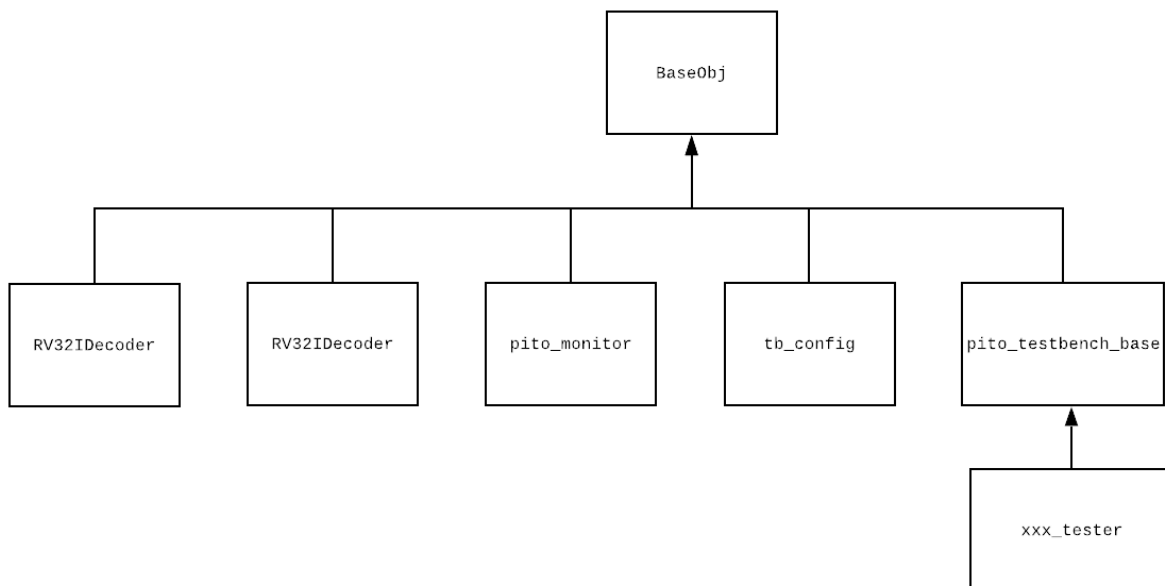 BaseObj
RV32IDecoder
RV32IDecoder
pito_monitor
tb_config
pito_testbench_base
xxx_tester